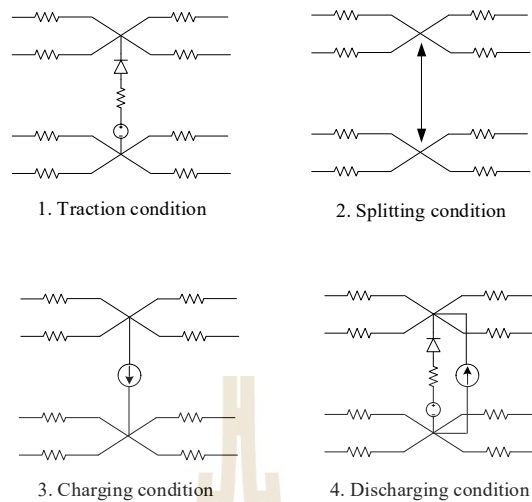 1. Traction condition
2. Splitting condition
3. Charging condition
4. Discharging condition